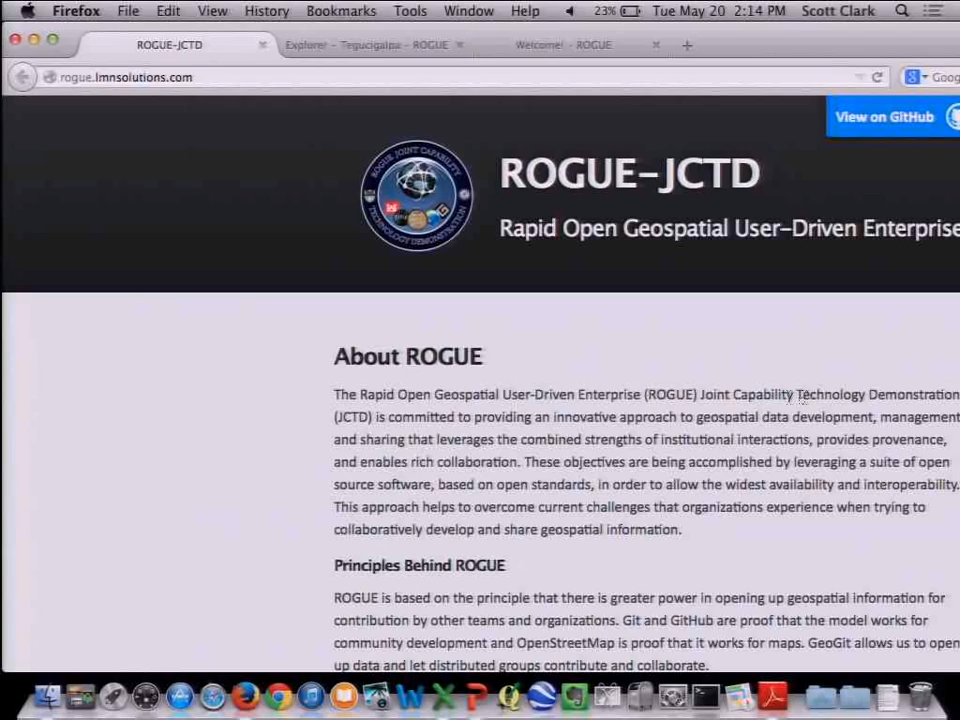 Firefox File Edit View History Bookmarks Tools Window Help 23% Tue May 20 2:14 PM Scott Clark
ROGUE-JCTD Explorer - Tegucigalpa - ROGUE Welcome! - ROGUE
rogue.lmnsolutions.com Goog
View on GitHub
ROGUE JOINT CAPABILITY
TECHNOLOGY DEMONSTRATION
ROGUE-JCTD
Rapid Open Geospatial User-Driven Enterprise
About ROGUE
The Rapid Open Geospatial User-Driven Enterprise (ROGUE) Joint Capability Technology Demonstration
(JCTD) is committed to providing an innovative approach to geospatial data development, management
and sharing that leverages the combined strengths of institutional interactions, provides provenance,
and enables rich collaboration. These objectives are being accomplished by leveraging a suite of open
source software, based on open standards, in order to allow the widest availability and interoperability.
This approach helps to overcome current challenges that organizations experience when trying to
collaboratively develop and share geospatial information.
Principles Behind ROGUE
ROGUE is based on the principle that there is greater power in opening up geospatial information for
contribution by other teams and organizations. Git and GitHub are proof that the model works for
community development and OpenStreetMap is proof that it works for maps. GeoGit allows us to open
up data and let distributed groups contribute and collaborate.